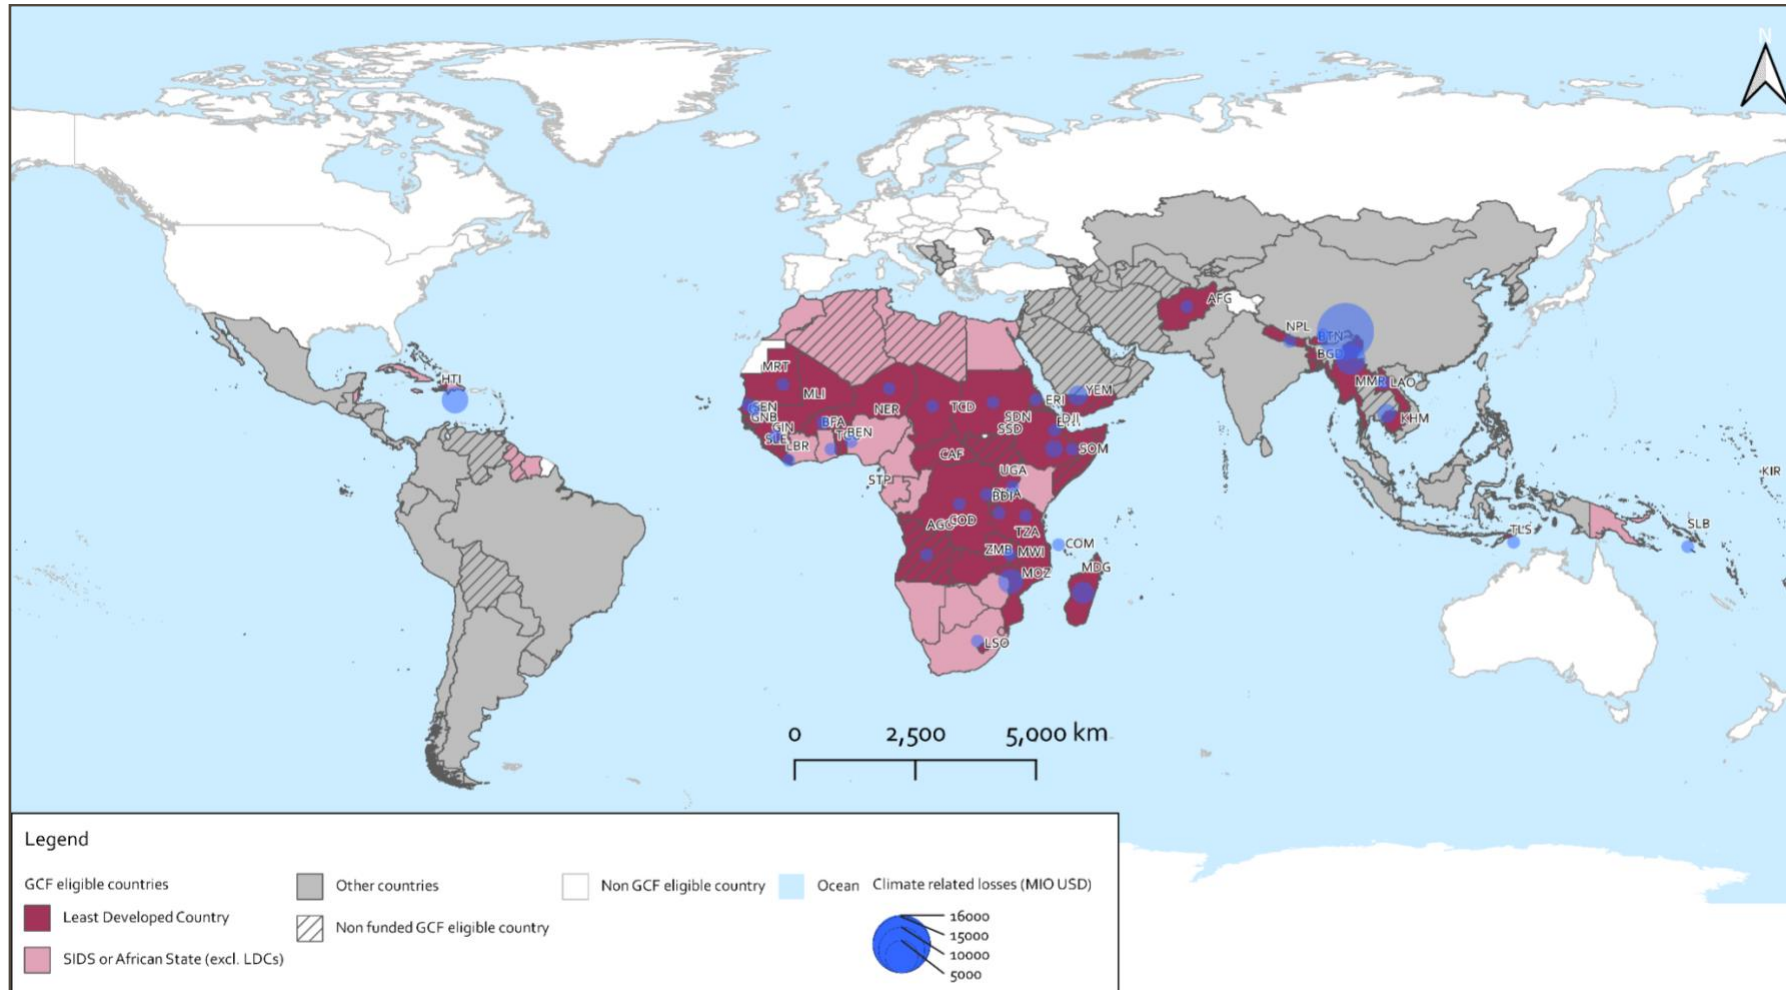 N
AFG
NPL
BTN
BGD
MMR
LAO
KHM
HTI
MRT
MLI
NER
TCD
SDN
ERI
YEM
SEN
GNB
GIN
SLE
LBR
BFA
BEN
SSD
SOM
CAF
UGA
STP
BDI
AGO
COD
TZA
KIR
SLB
TLS
COM
ZMB
MWI
MOZ
MDG
LSO
0 2,500 5,000 km
Legend
GCF eligible countries
Least Developed Country
SIDS or African State (excl. LDCs)
Other countries
Non funded GCF eligible country
Non GCF eligible country
Ocean
Climate related losses (MIO USD)
16000
15000
10000
5000